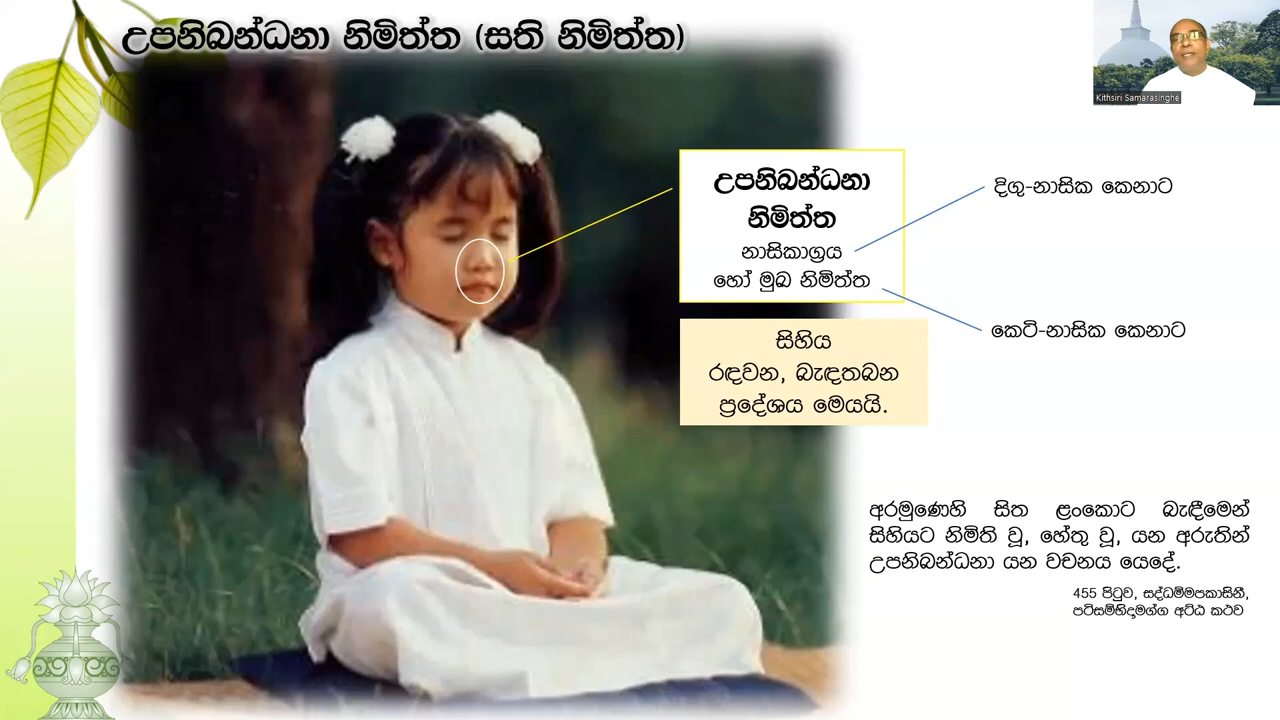 උපනිබන්ධනා නිමිත්ත (සති නිමිත්ත)
Kithsiri Samarasinghe
උපනිබන්ධනා
නිමිත්ත
නාසිකාග්‍රය
හෝ මුඛ නිමිත්ත
දිගු-නාසික කෙනාට
කෙටි-නාසික කෙනාට
සිහිය
රඳවන, බැඳතබන
ප්‍රදේශය මෙයයි.
අරමුණෙහි සිත ළංකොට බැඳීමෙන්
සිහියට නිමිති වූ, හේතු වූ, යන අරුතින්
උපනිබන්ධනා යන වචනය යෙදේ.
455 පිටුව, සද්ධම්මපකාසිනී,
පටිසම්භිදාමග්ග අට්ඨ කථාව